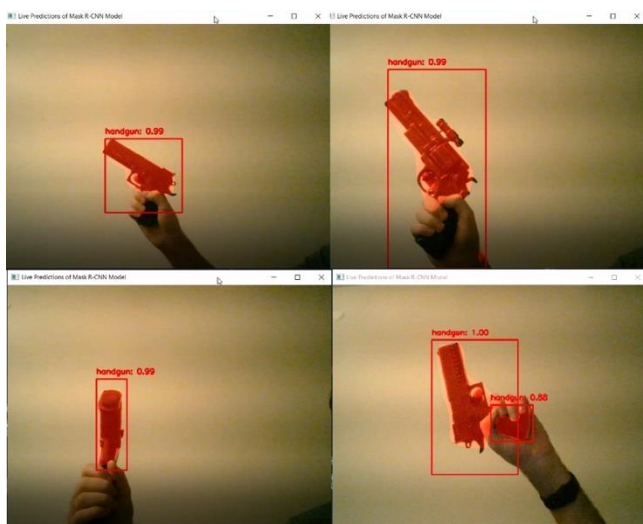 Live Predictions of Mask R-CNN Model
handgun: 0.99
Live Predictions of Mask R-CNN Model
handgun: 0.99
Live Predictions of Mask R-CNN Model
handgun: 0.99
Live Predictions of Mask R-CNN Model
handgun: 1.00
handgun: 0.88